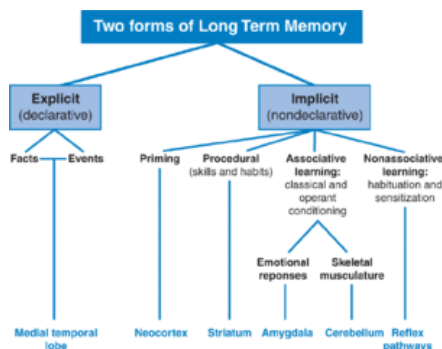 Two forms of Long Term Memory
Explicit
(declarative)
Implicit
(nondeclarative)
Facts
Events
Priming
Procedural
(skills and habits)
Associative
learning:
classical and
operant
conditioning
Nonassociative
learning:
habituation and
sensitization
Emotional
reponses
Skeletal
musculature
Medial temporal
lobe
Neocortex
Striatum
Amygdala
Cerebellum
Reflex
pathways